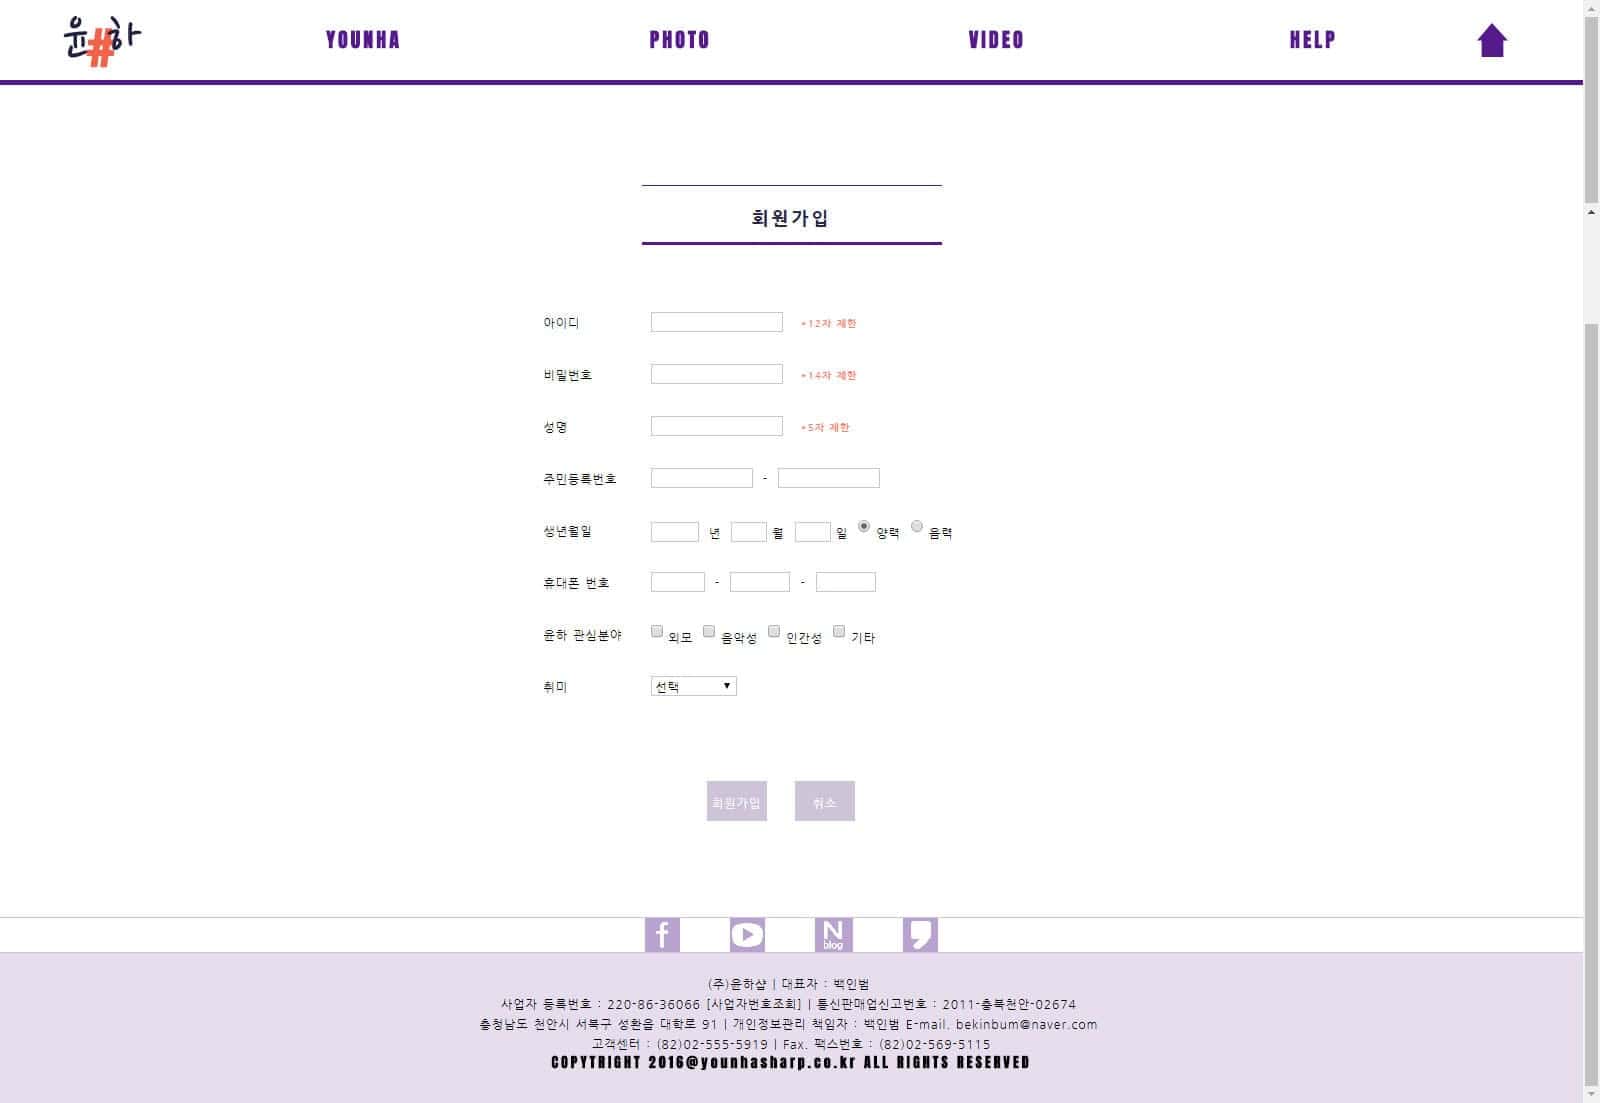 윤#하 YOUNHA PHOTO VIDEO HELP
회원가입
아이디 *12자 제한
비밀번호 *14자 제한
성명 *5자 제한
주민등록번호 -
생년월일 년 월 일 양력 음력
휴대폰 번호 - -
윤하 관심분야 외모 음악성 인간성 기타
취미 선택
회원가입 취소
f N blog
(주)윤하샵 | 대표자 : 백인범
사업자 등록번호 : 220-86-36066 [사업자번호조회] | 통신판매업신고번호 : 2011-충북천안-02674
충청남도 천안시 서북구 성환읍 대학로 91 | 개인정보관리 책임자 : 백인범 E-mail. bekinbum@naver.com
고객센터 : (82)02-555-5919 | Fax. 팩스번호 : (82)02-569-5115
COPYTRIGHT 2016@younhasharp.co.kr ALL RIGHTS RESERVED